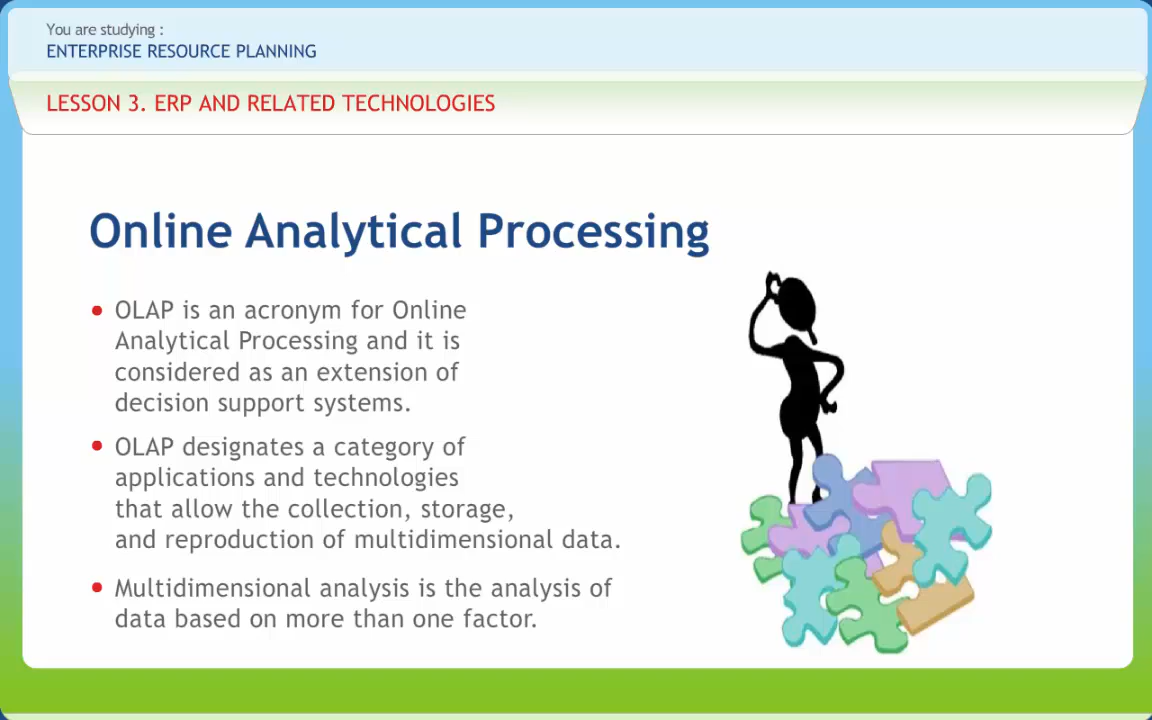 You are studying :
ENTERPRISE RESOURCE PLANNING
LESSON 3. ERP AND RELATED TECHNOLOGIES
Online Analytical Processing
• OLAP is an acronym for Online
Analytical Processing and it is
considered as an extension of
decision support systems.
• OLAP designates a category of
applications and technologies
that allow the collection, storage,
and reproduction of multidimensional data.
• Multidimensional analysis is the analysis of
data based on more than one factor.